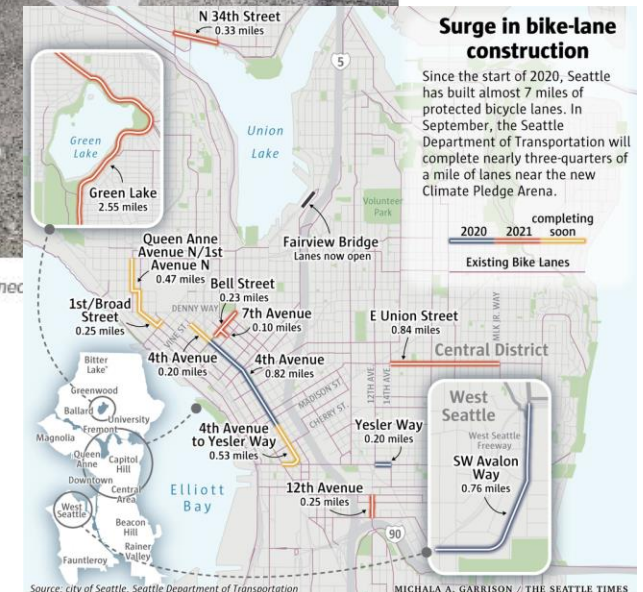 N 34th Street
0.33 miles
5
Surge in bike-lane
construction
Since the start of 2020, Seattle
has built almost 7 miles of
protected bicycle lanes. In
September, the Seattle
Department of Transportation will
complete nearly three-quarters of
a mile of lanes near the new
Climate Pledge Arena.
2020
2021
completing
soon
Existing Bike Lanes
Green
Lake
Green Lake
2.55 miles
Union
Lake
Volunteer
Park
Fairview Bridge
Lanes now open
Queen Anne
Avenue N/1st
Avenue N
0.47 miles
Bell Street
0.23 miles
1st/Broad
Street
0.25 miles
DENNY WAY
VINE ST.
7th Avenue
0.10 miles
4th Avenue
0.20 miles
4th Avenue
0.82 miles
E Union Street
0.84 miles
MLK JR. WAY
Central District
12TH AVE
14TH AVE
MADISON ST.
CHERRY ST.
4th Avenue
to Yesler Way
0.53 miles
Yesler Way
0.20 miles
12th Avenue
0.25 miles
90
Elliott
Bay
West
Seattle
West Seattle
Freeway
SW Avalon
Way
0.76 miles
Bitter
Lake
Greenwood
Ballard
University
Fremont
Magnolia
Queen
Anne
Capitol
Hill
Downtown
Central
Area
West
Seattle
Beacon
Hill
Rainer
Valley
Fauntleroy
Source: city of Seattle, Seattle Department of Transportation
MICHALA A. GARRISON / THE SEATTLE TIMES